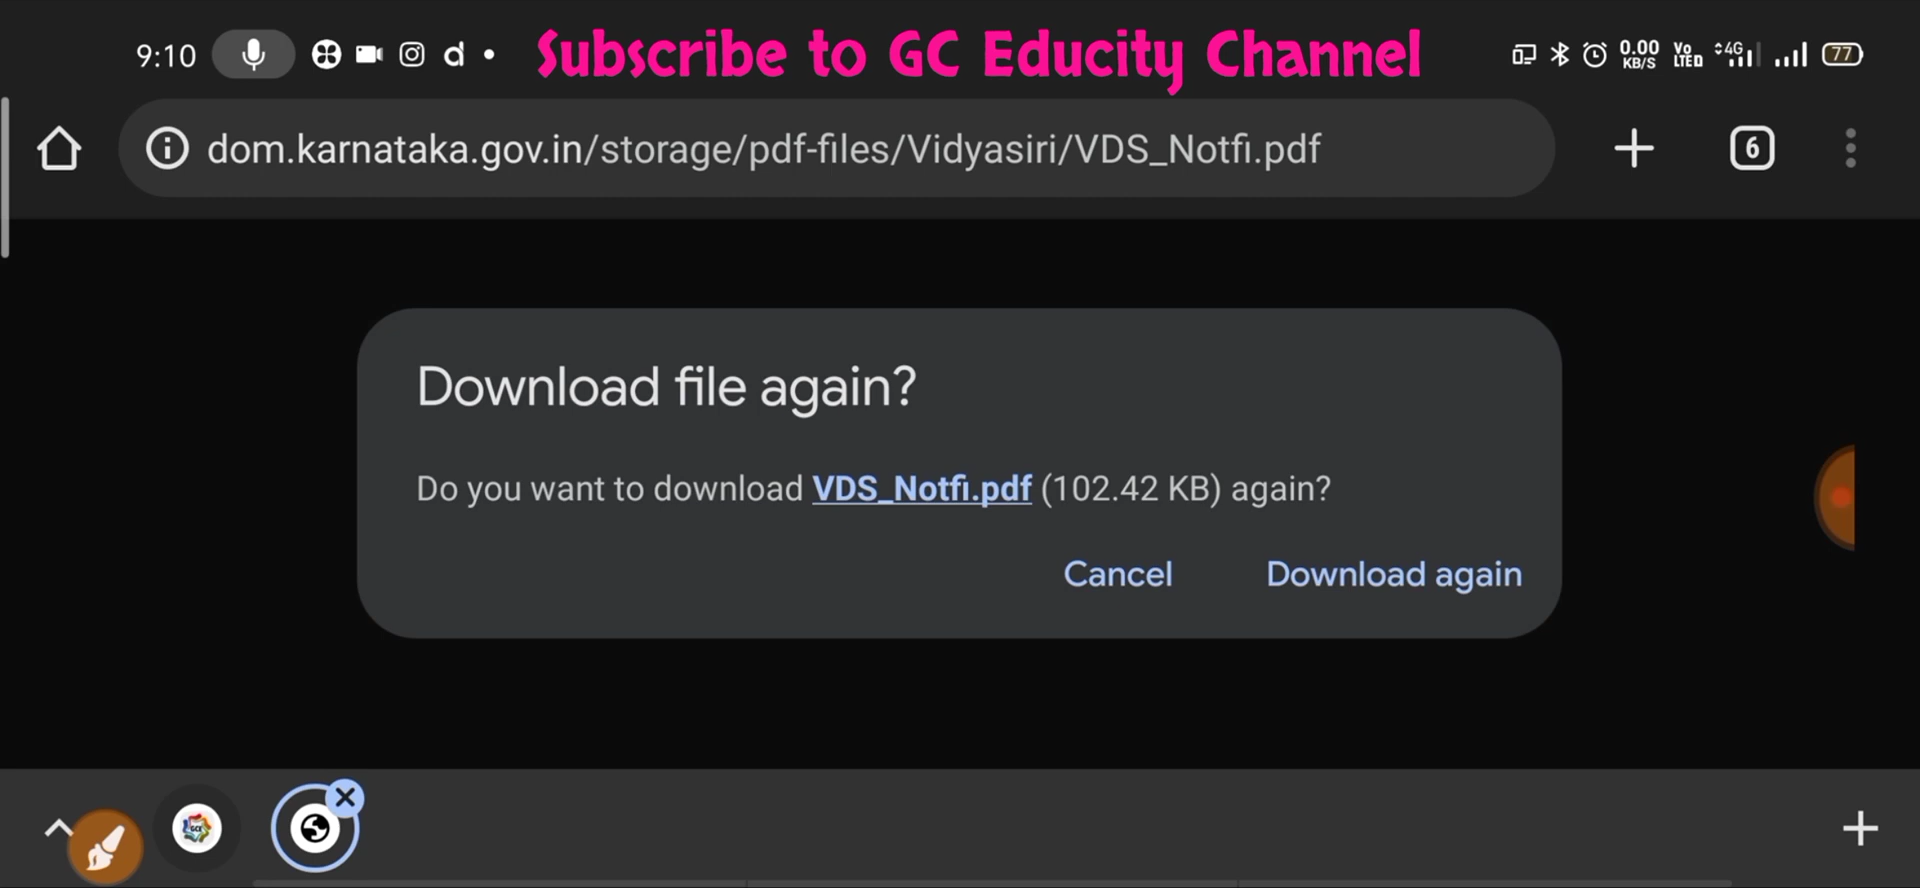 9:10
Subscribe to GC Educity Channel
0.00 KB/S
Vo LTED
4G
77
dom.karnataka.gov.in/storage/pdf-files/Vidyasiri/VDS_Notfi.pdf
6
Download file again?
Do you want to download VDS_Notfi.pdf (102.42 KB) again?
Cancel
Download again